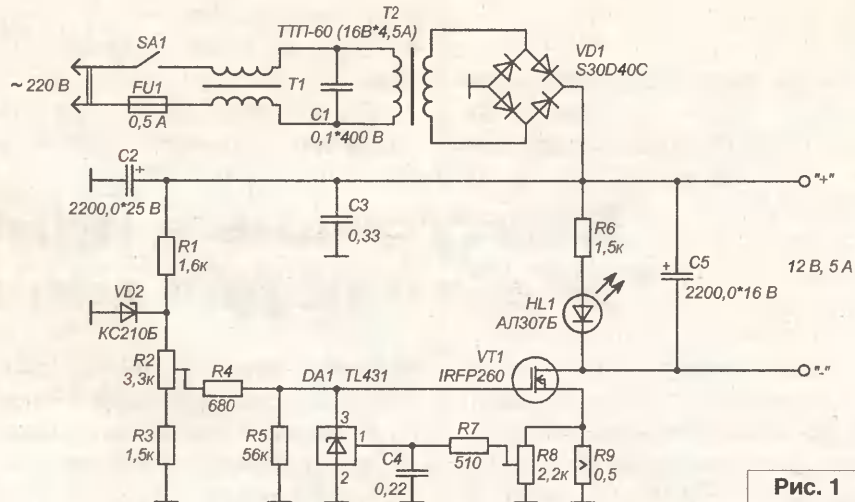 T2
ТТП-60 (16В*4,5А)
SA1
VD1
S30D40C
~ 220 В
T1
FU1
0,5 А
C1
0,1*400 В
C2
+
2200,0*25 В
"+"
C3
0,33
R1
1,6к
R6
1,5к
C5
+
2200,0*16 В
12 В, 5 А
VD2
КС210Б
HL1
АЛ307Б
R2
3,3к
R4
680
DA1 TL431
VT1
IRFP260
"-"
R3
1,5к
R5
56к
3
1
2
C4
0,22
R7
510
R8
2,2к
R9
0,5
Рис. 1